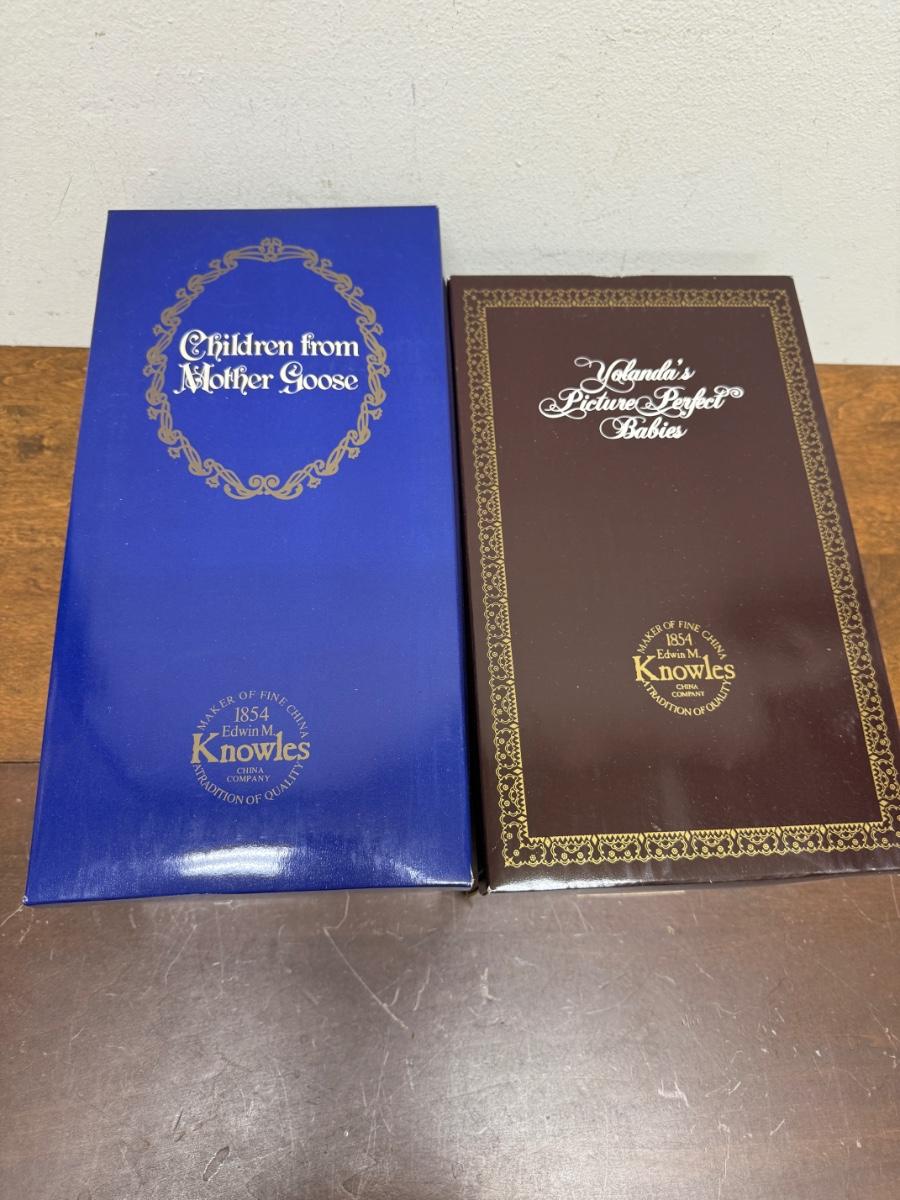 Children from
Mother Goose
MAKER OF FINE CHINA
1854
Edwin M.
Knowles
CHINA
COMPANY
A TRADITION OF QUALITY
Yolanda's
Picture Perfect
Babies
MAKER OF FINE CHINA
1854
Edwin M.
Knowles
CHINA
COMPANY
A TRADITION OF QUALITY